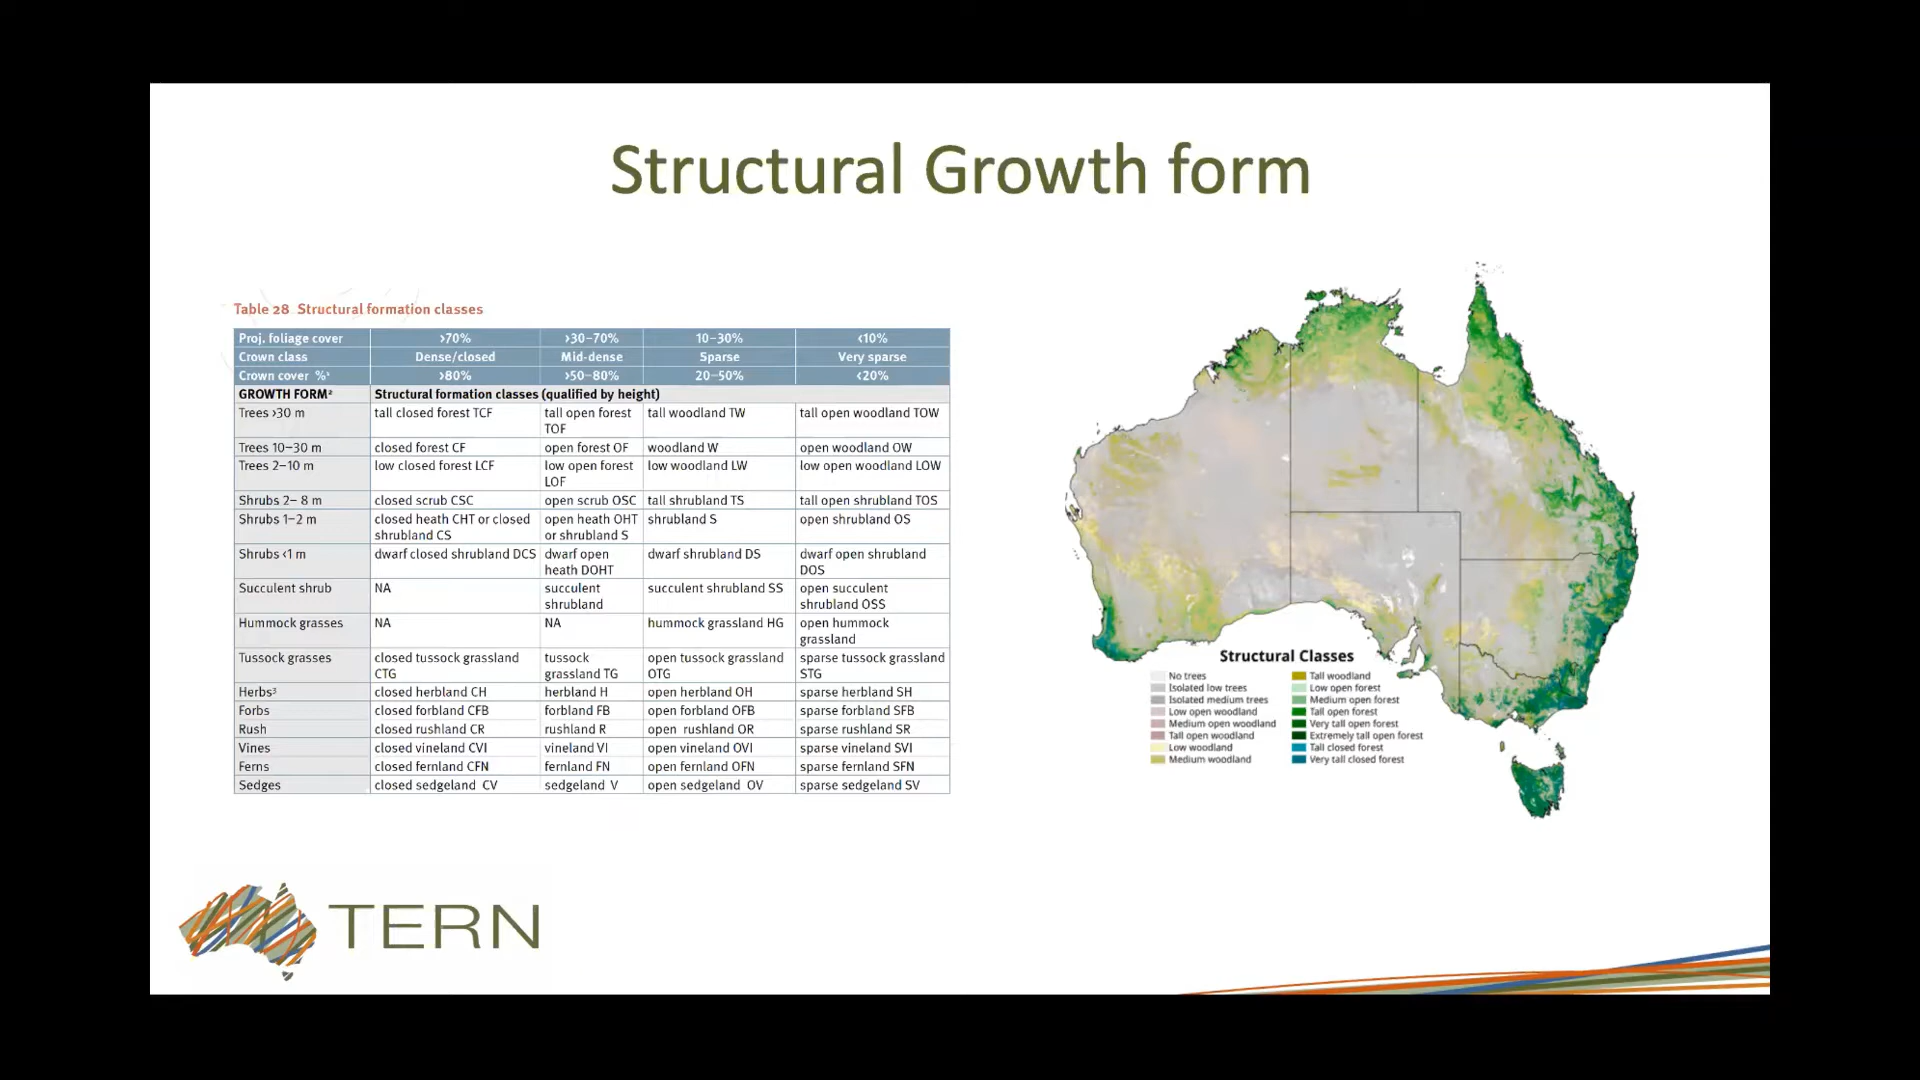 Structural Growth form
Table 28 Structural formation classes
Proj. foliage cover >70% >30–70% 10–30% <10%
Crown class Dense/closed Mid-dense Sparse Very sparse
Crown cover %¹ >80% >50–80% 20–50% <20%
GROWTH FORM² Structural formation classes (qualified by height)
Trees >30 m tall closed forest TCF tall open forest TOF tall woodland TW tall open woodland TOW
Trees 10–30 m closed forest CF open forest OF woodland W open woodland OW
Trees 2–10 m low closed forest LCF low open forest LOF low woodland LW low open woodland LOW
Shrubs 2– 8 m closed scrub CSC open scrub OSC tall shrubland TS tall open shrubland TOS
Shrubs 1–2 m closed heath CHT or closed shrubland CS open heath OHT or shrubland S shrubland S open shrubland OS
Shrubs <1 m dwarf closed shrubland DCS dwarf open heath DOHT dwarf shrubland DS dwarf open shrubland DOS
Succulent shrub NA succulent shrubland succulent shrubland SS open succulent shrubland OSS
Hummock grasses NA NA hummock grassland HG open hummock grassland
Tussock grasses closed tussock grassland CTG tussock grassland TG open tussock grassland OTG sparse tussock grassland STG
Herbs³ closed herbland CH herbland H open herbland OH sparse herbland SH
Forbs closed forbland CFB forbland FB open forbland OFB sparse forbland SFB
Rush closed rushland CR rushland R open rushland OR sparse rushland SR
Vines closed vineland CVI vineland VI open vineland OVI sparse vineland SVI
Ferns closed fernland CFN fernland FN open fernland OFN sparse fernland SFN
Sedges closed sedgeland CV sedgeland V open sedgeland OV sparse sedgeland SV
Structural Classes
No trees
Isolated low trees
Isolated medium trees
Low open woodland
Medium open woodland
Tall open woodland
Low woodland
Medium woodland
Tall woodland
Low open forest
Medium open forest
Tall open forest
Very tall open forest
Extremely tall open forest
Tall closed forest
Very tall closed forest
TERN